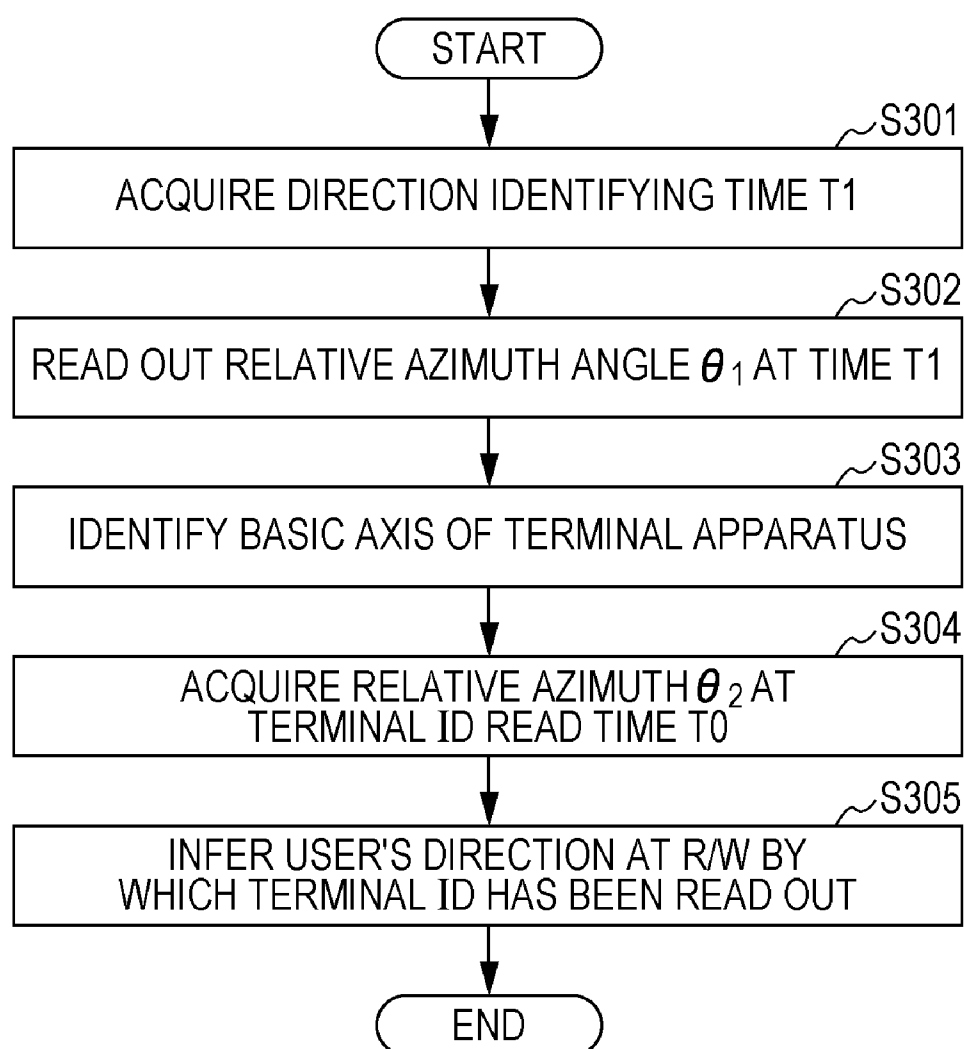 START
S301
ACQUIRE DIRECTION IDENTIFYING TIME T1
S302
READ OUT RELATIVE AZIMUTH ANGLE θ1 AT TIME T1
S303
IDENTIFY BASIC AXIS OF TERMINAL APPARATUS
S304
ACQUIRE RELATIVE AZIMUTH θ2 AT
TERMINAL ID READ TIME T0
S305
INFER USER'S DIRECTION AT R/W BY
WHICH TERMINAL ID HAS BEEN READ OUT
END